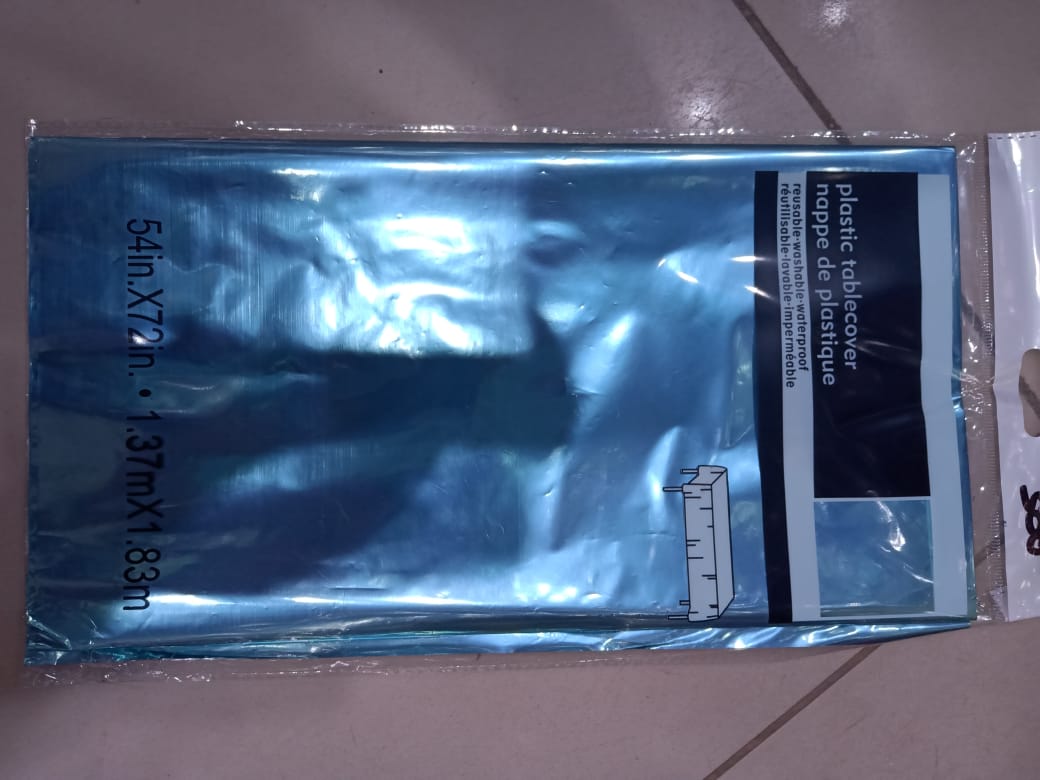 plastic tablecover
nappe de plastique
reusable·washable·waterproof
réutilisable·lavable·imperméable
54in.X72in. • 1.37mX1.83m